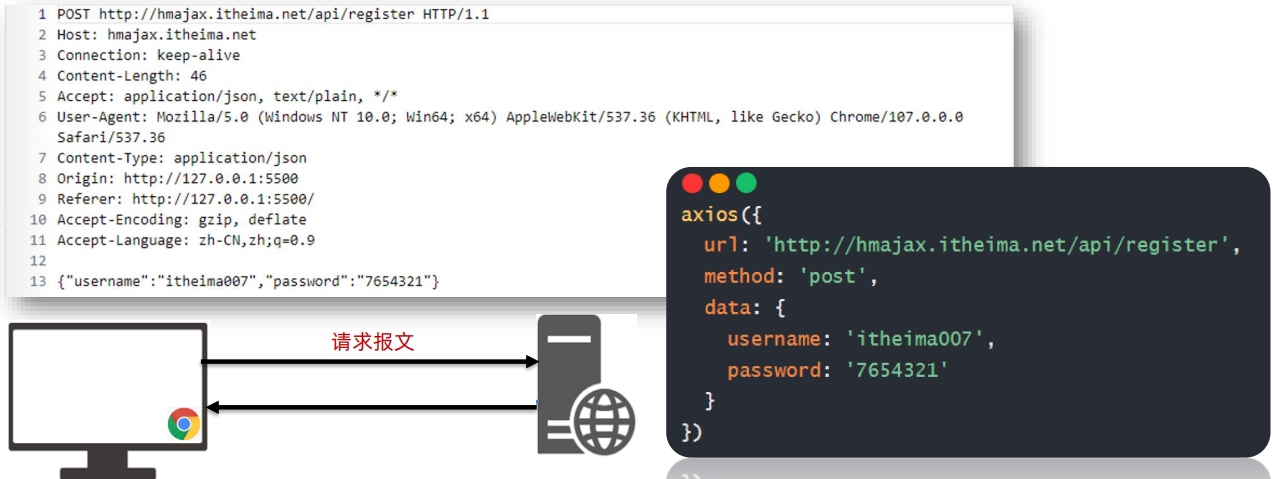 1 POST http://hmajax.itheima.net/api/register HTTP/1.1
2 Host: hmajax.itheima.net
3 Connection: keep-alive
4 Content-Length: 46
5 Accept: application/json, text/plain, */*
6 User-Agent: Mozilla/5.0 (Windows NT 10.0; Win64; x64) AppleWebKit/537.36 (KHTML, like Gecko) Chrome/107.0.0.0
Safari/537.36
7 Content-Type: application/json
8 Origin: http://127.0.0.1:5500
9 Referer: http://127.0.0.1:5500/
10 Accept-Encoding: gzip, deflate
11 Accept-Language: zh-CN,zh;q=0.9
12
13 {"username":"itheima007","password":"7654321"}
请求报文
axios({
  url: 'http://hmajax.itheima.net/api/register',
  method: 'post',
  data: {
    username: 'itheima007',
    password: '7654321'
  }
})